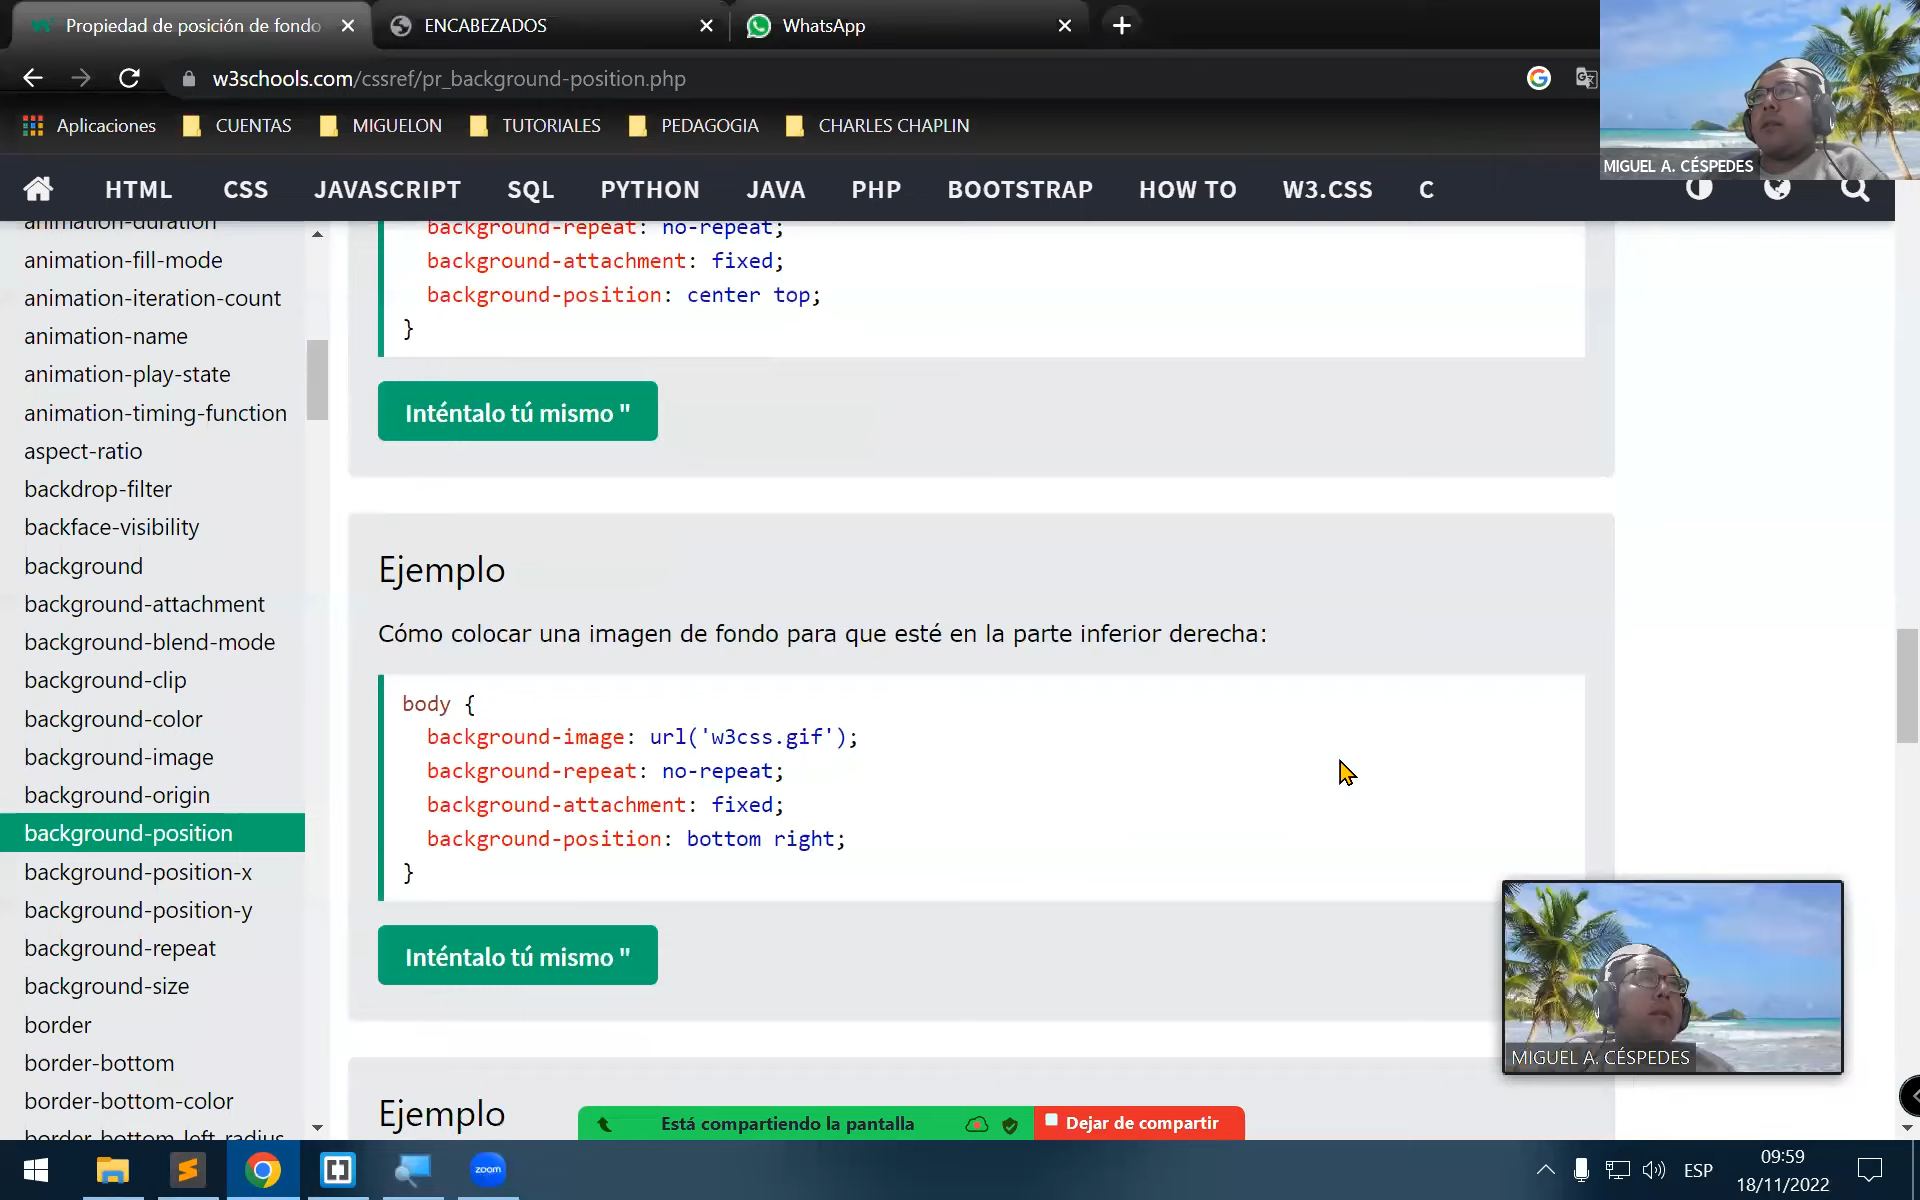 Propiedad de posición de fondo
ENCABEZADOS
WhatsApp
w3schools.com/cssref/pr_background-position.php
Aplicaciones
CUENTAS
MIGUELON
TUTORIALES
PEDAGOGIA
CHARLES CHAPLIN
MIGUEL A. CÉSPEDES
HTML
CSS
JAVASCRIPT
SQL
PYTHON
JAVA
PHP
BOOTSTRAP
HOW TO
W3.CSS
C
animation-duration
animation-fill-mode
animation-iteration-count
animation-name
animation-play-state
animation-timing-function
aspect-ratio
backdrop-filter
backface-visibility
background
background-attachment
background-blend-mode
background-clip
background-color
background-image
background-origin
background-position
background-position-x
background-position-y
background-repeat
background-size
border
border-bottom
border-bottom-color
border-bottom-left-radius
background-repeat: no-repeat;
background-attachment: fixed;
background-position: center top;
}
Inténtalo tú mismo "
Ejemplo
Cómo colocar una imagen de fondo para que esté en la parte inferior derecha:
body {
background-image: url('w3css.gif');
background-repeat: no-repeat;
background-attachment: fixed;
background-position: bottom right;
}
Inténtalo tú mismo "
MIGUEL A. CÉSPEDES
Ejemplo
Está compartiendo la pantalla
Dejar de compartir
zoom
ESP
09:59
18/11/2022